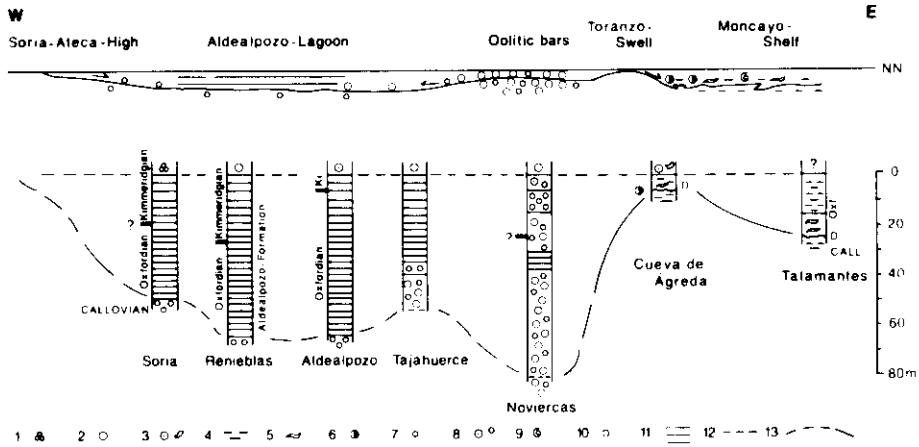 W E
Soria-Ateca-High Aldealpozo-Lagoon Oolitic bars Toranzo-Swell Moncayo-Shelf
NN
? Kimmeridgian Kimmeridgian Ki ?
0
20
40
60
80m
Oxfordian Oxfordian Aldealpozo-Formation Oxfordian ? D Oxf
D
CALL
CALLOVIAN
Cueva de Ágreda Talamantes
Soria Renieblas Aldealpozo Tajahuerce
Noviercas
1 2 3 4 5 6 7 8 9 10 11 12 13